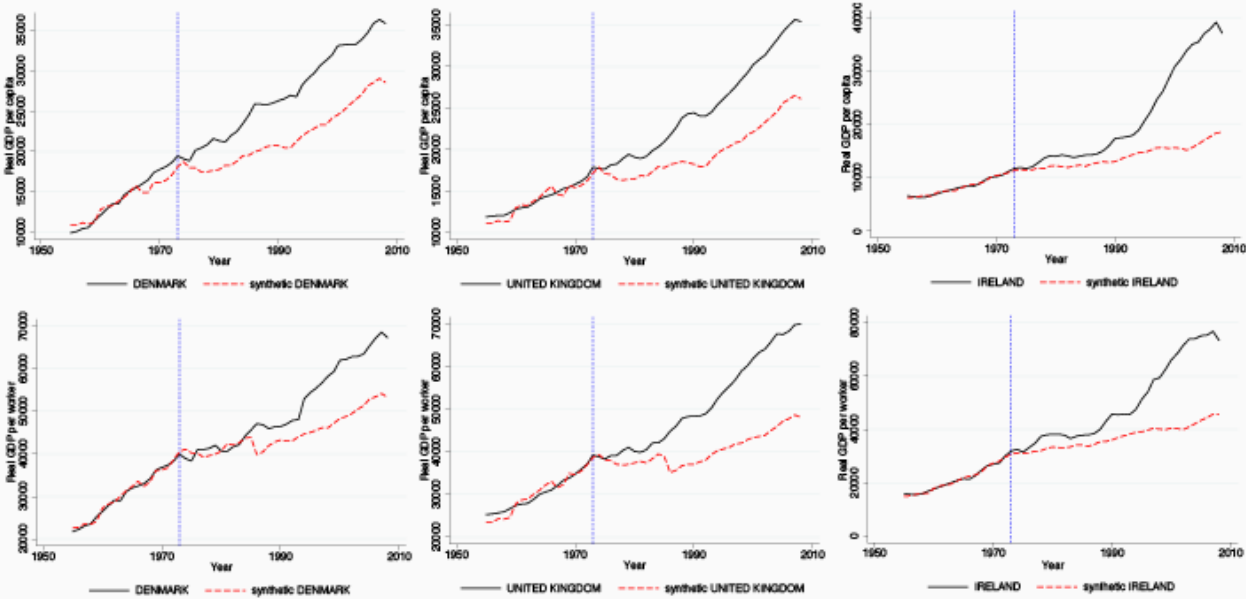 Real GDP per capita
35000
30000
25000
20000
15000
10000
1950 1970 1990 2010
Year
DENMARK synthetic DENMARK
Real GDP per capita
35000
30000
25000
20000
15000
10000
1950 1970 1990 2010
Year
UNITED KINGDOM synthetic UNITED KINGDOM
Real GDP per capita
40000
30000
20000
10000
0
1950 1970 1990 2010
Year
IRELAND synthetic IRELAND
Real GDP per worker
70000
60000
50000
40000
30000
20000
1950 1970 1990 2010
Year
DENMARK synthetic DENMARK
Real GDP per worker
70000
60000
50000
40000
30000
20000
1950 1970 1990 2010
Year
UNITED KINGDOM synthetic UNITED KINGDOM
Real GDP per worker
80000
60000
40000
20000
0
1950 1970 1990 2010
Year
IRELAND synthetic IRELAND